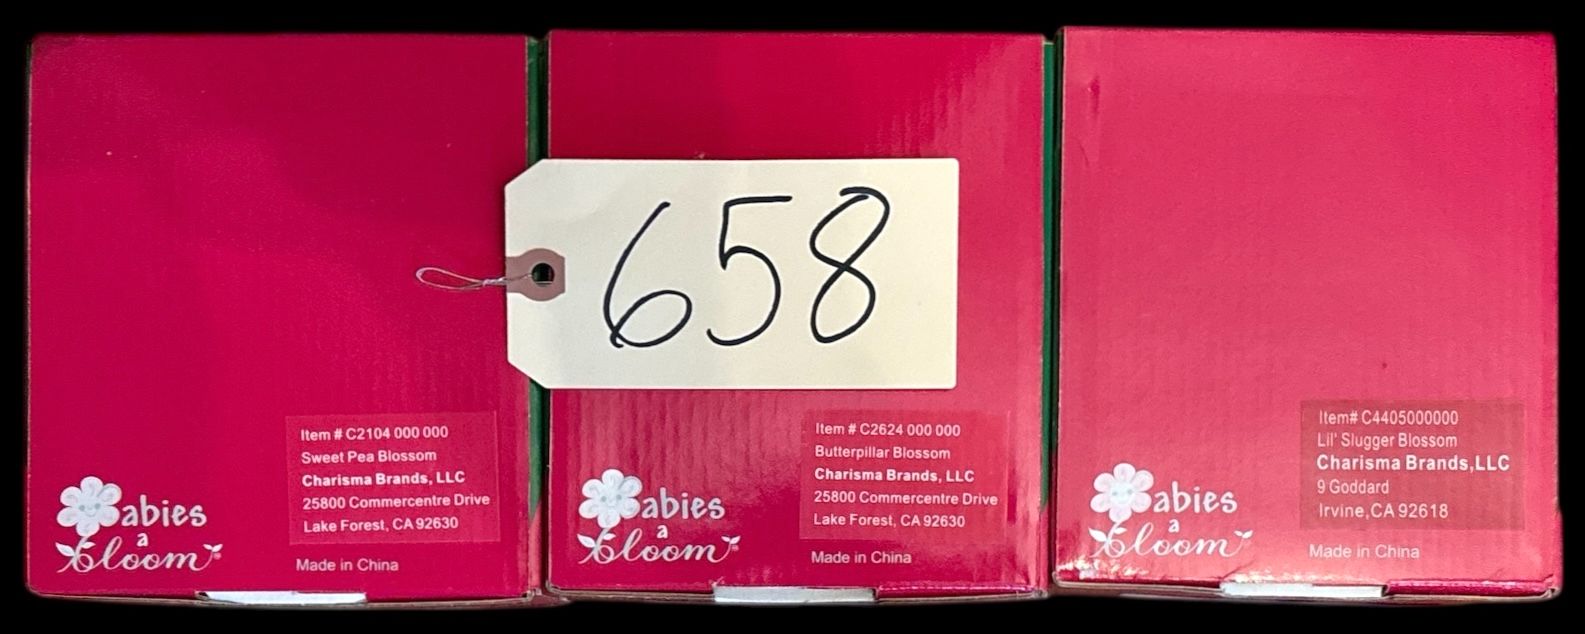 658
Item # C2104 000 000
Sweet Pea Blossom
Charisma Brands, LLC
25800 Commercentre Drive
Lake Forest, CA 92630
Made in China
Babies
a
bloom
Item # C2624 000 000
Butterpillar Blossom
Charisma Brands, LLC
25800 Commercentre Drive
Lake Forest, CA 92630
Made in China
Babies
a
bloom
Item# C4405000000
Lil' Slugger Blossom
Charisma Brands,LLC
9 Goddard
Irvine,CA 92618
Made in China
Babies
a
bloom